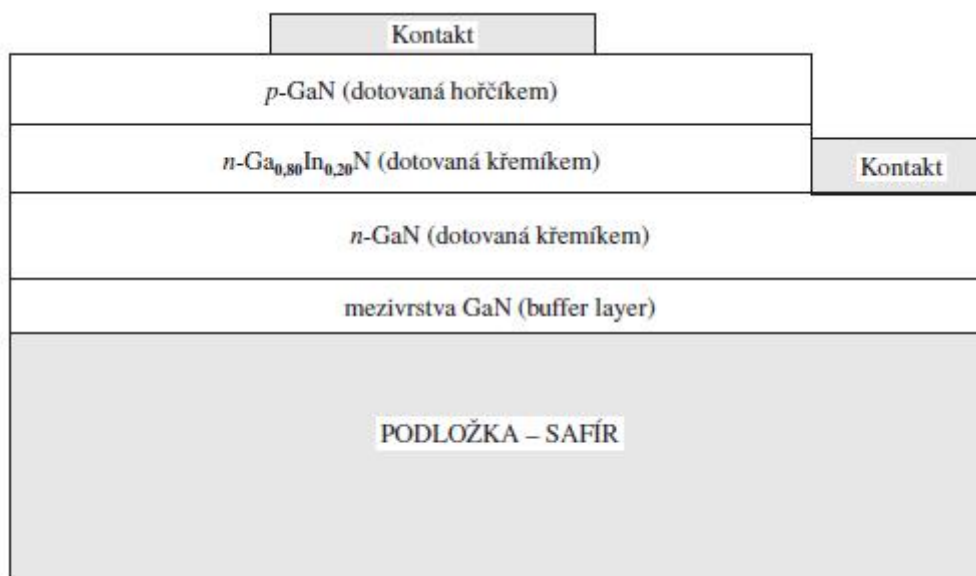 Kontakt
p-GaN (dotovaná hořčíkem)
n-Ga0,80In0,20N (dotovaná křemíkem)
Kontakt
n-GaN (dotovaná křemíkem)
mezivrstva GaN (buffer layer)
PODLOŽKA – SAFÍR